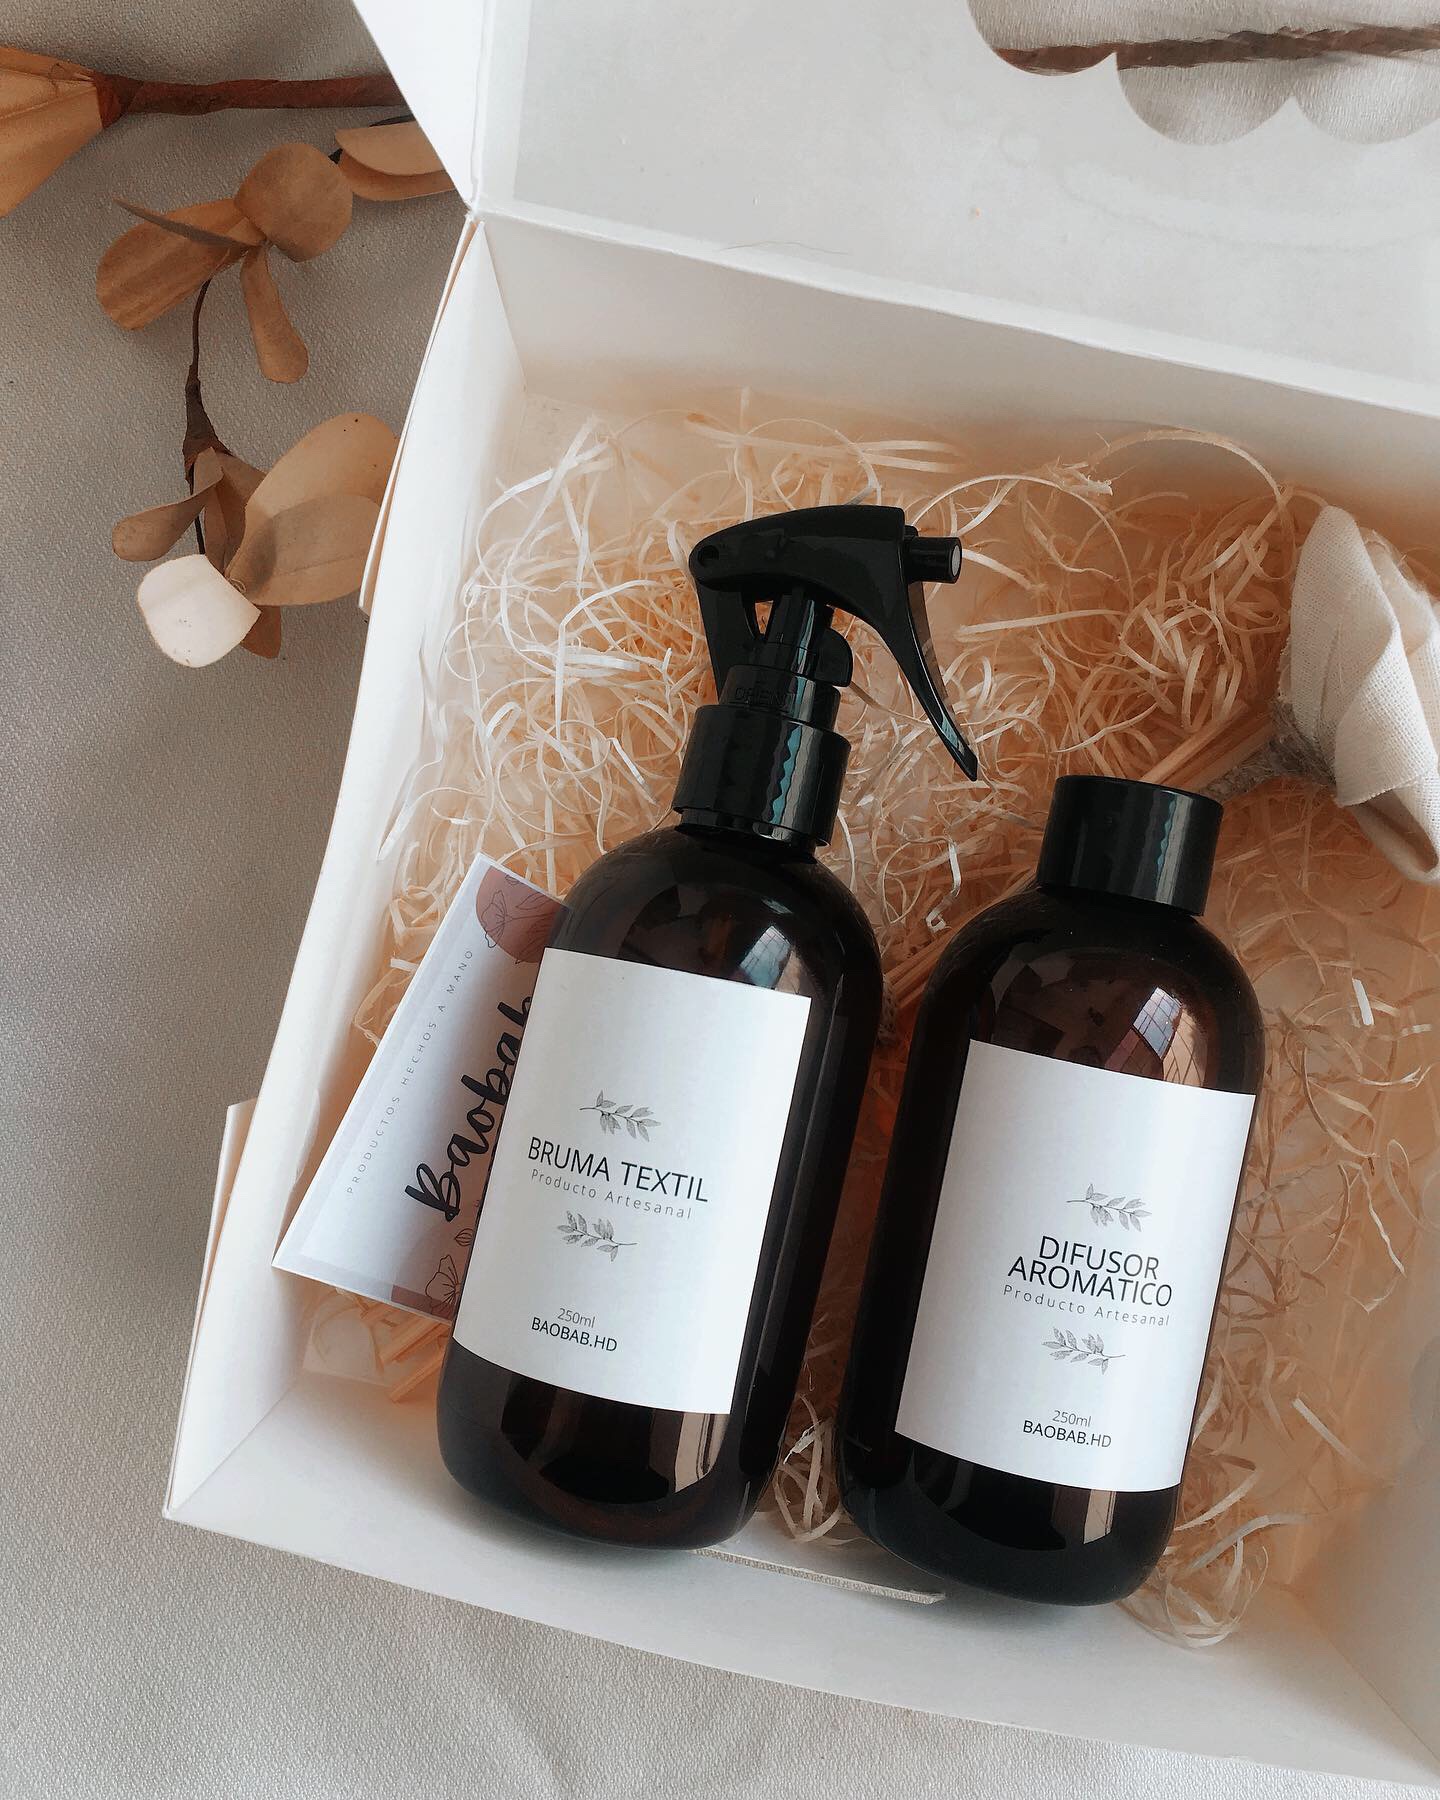 PRODUCTOS HECHOS A MANO
Baobab
BRUMA TEXTIL
Producto Artesanal
250ml
BAOBAB.HD
DIFUSOR
AROMATICO
Producto Artesanal
250ml
BAOBAB.HD